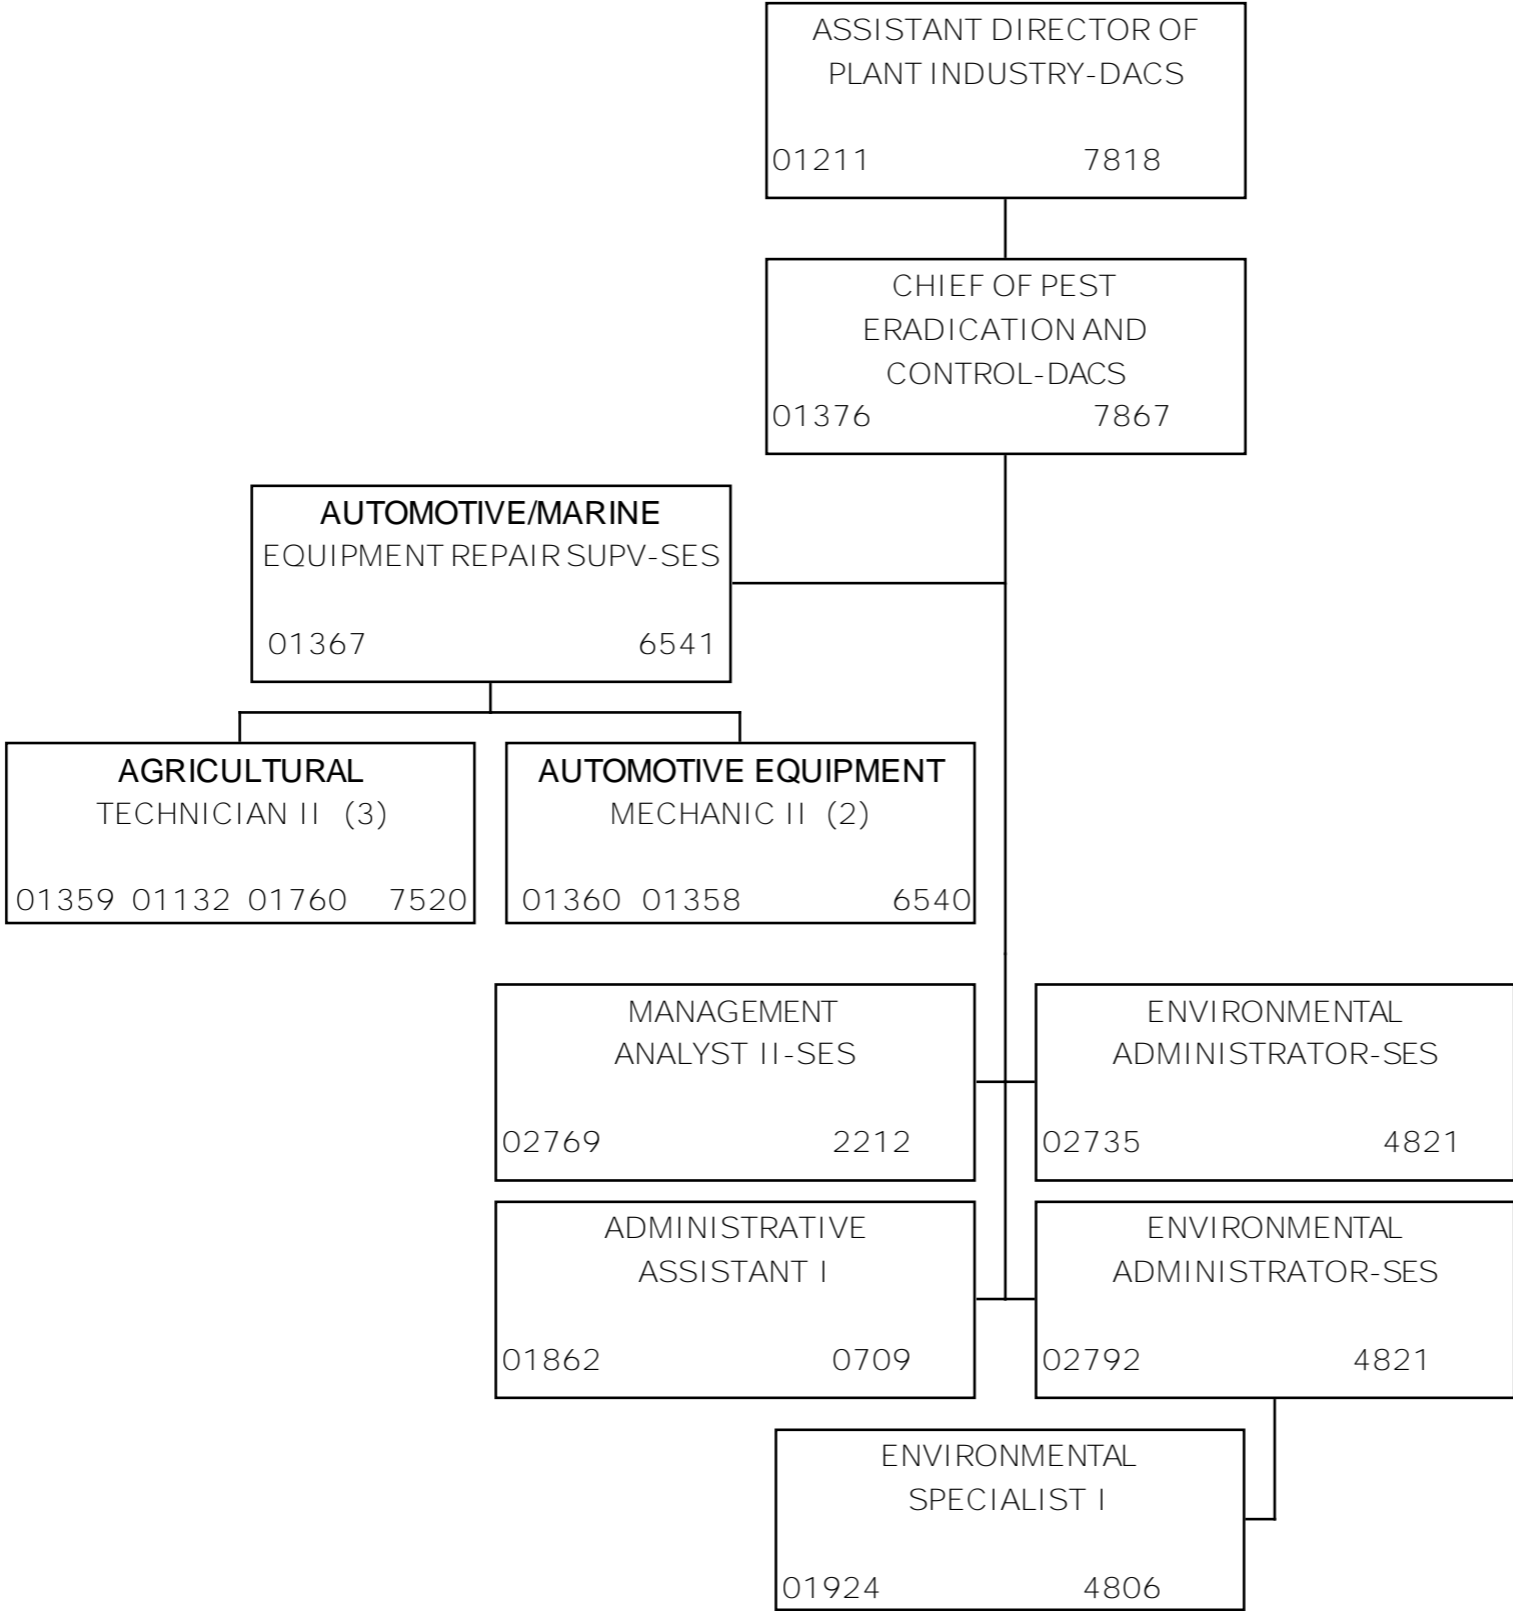 ASSISTANT DIRECTOR OF
PLANT INDUSTRY-DACS
01211 7818
CHIEF OF PEST
ERADICATION AND
CONTROL-DACS
01376 7867
AUTOMOTIVE/MARINE
EQUIPMENT REPAIR SUPV-SES
01367 6541
AGRICULTURAL
TECHNICIAN II (3)
01359 01132 01760 7520
AUTOMOTIVE EQUIPMENT
MECHANIC II (2)
01360 01358 6540
MANAGEMENT
ANALYST II-SES
02769 2212
ENVIRONMENTAL
ADMINISTRATOR-SES
02735 4821
ADMINISTRATIVE
ASSISTANT I
01862 0709
ENVIRONMENTAL
ADMINISTRATOR-SES
02792 4821
ENVIRONMENTAL
SPECIALIST I
01924 4806